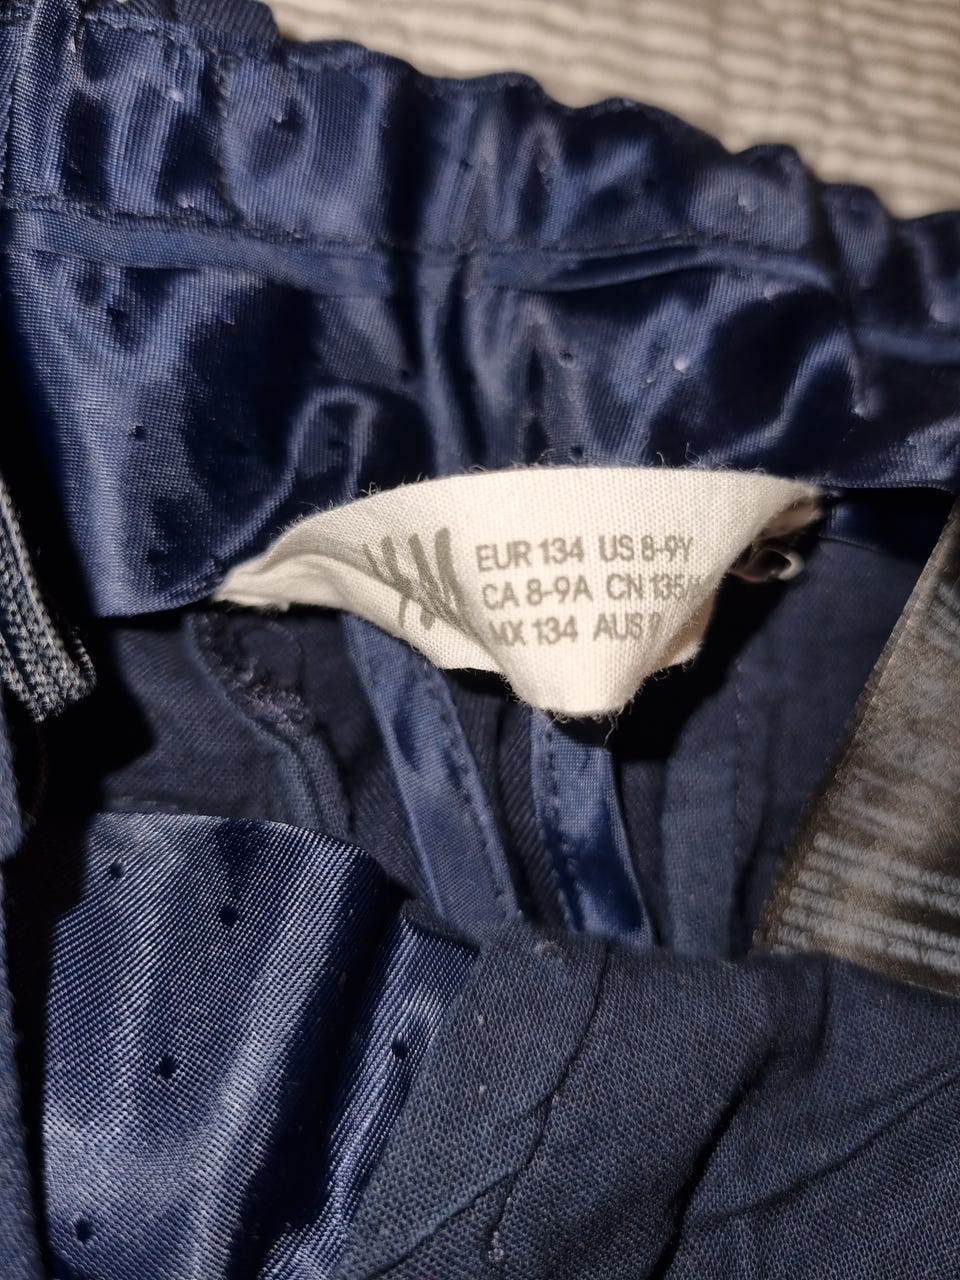 H&M
EUR 134 US 8-9Y
CA 8-9A CN 135/
MX 134 AUS